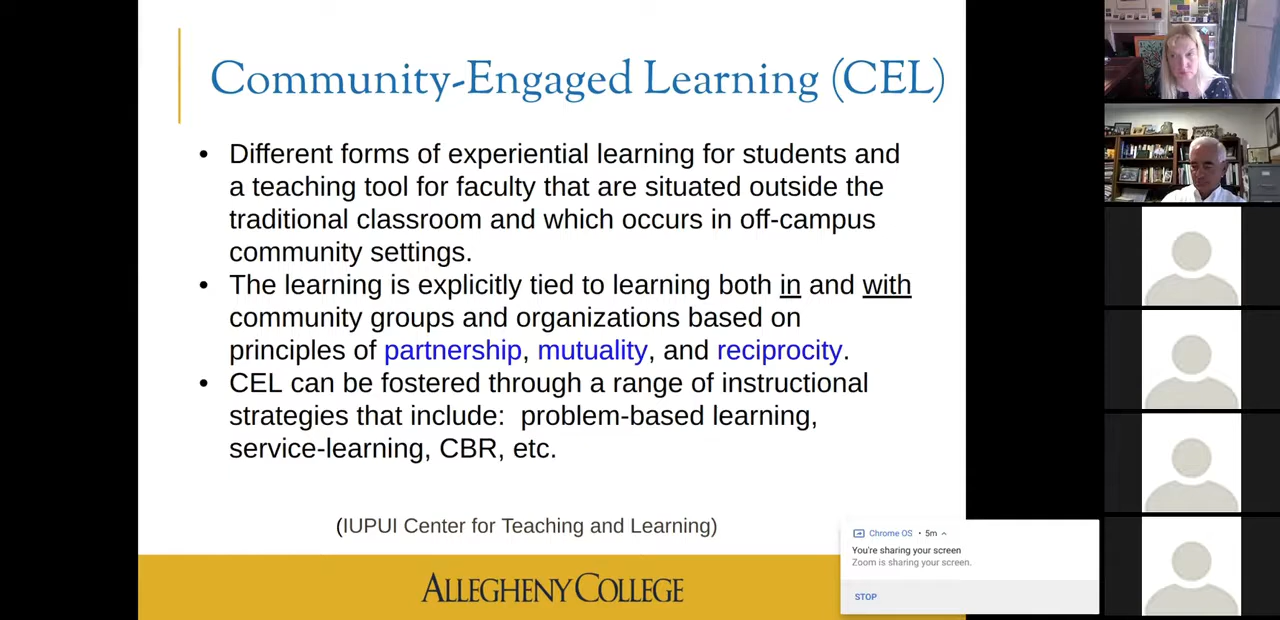 Community-Engaged Learning (CEL)
• Different forms of experiential learning for students and
a teaching tool for faculty that are situated outside the
traditional classroom and which occurs in off-campus
community settings.
• The learning is explicitly tied to learning both in and with
community groups and organizations based on
principles of partnership, mutuality, and reciprocity.
• CEL can be fostered through a range of instructional
strategies that include:  problem-based learning,
service-learning, CBR, etc.
(IUPUI Center for Teaching and Learning)
ALLEGHENY COLLEGE
Chrome OS • 5m
You're sharing your screen
Zoom is sharing your screen.
STOP